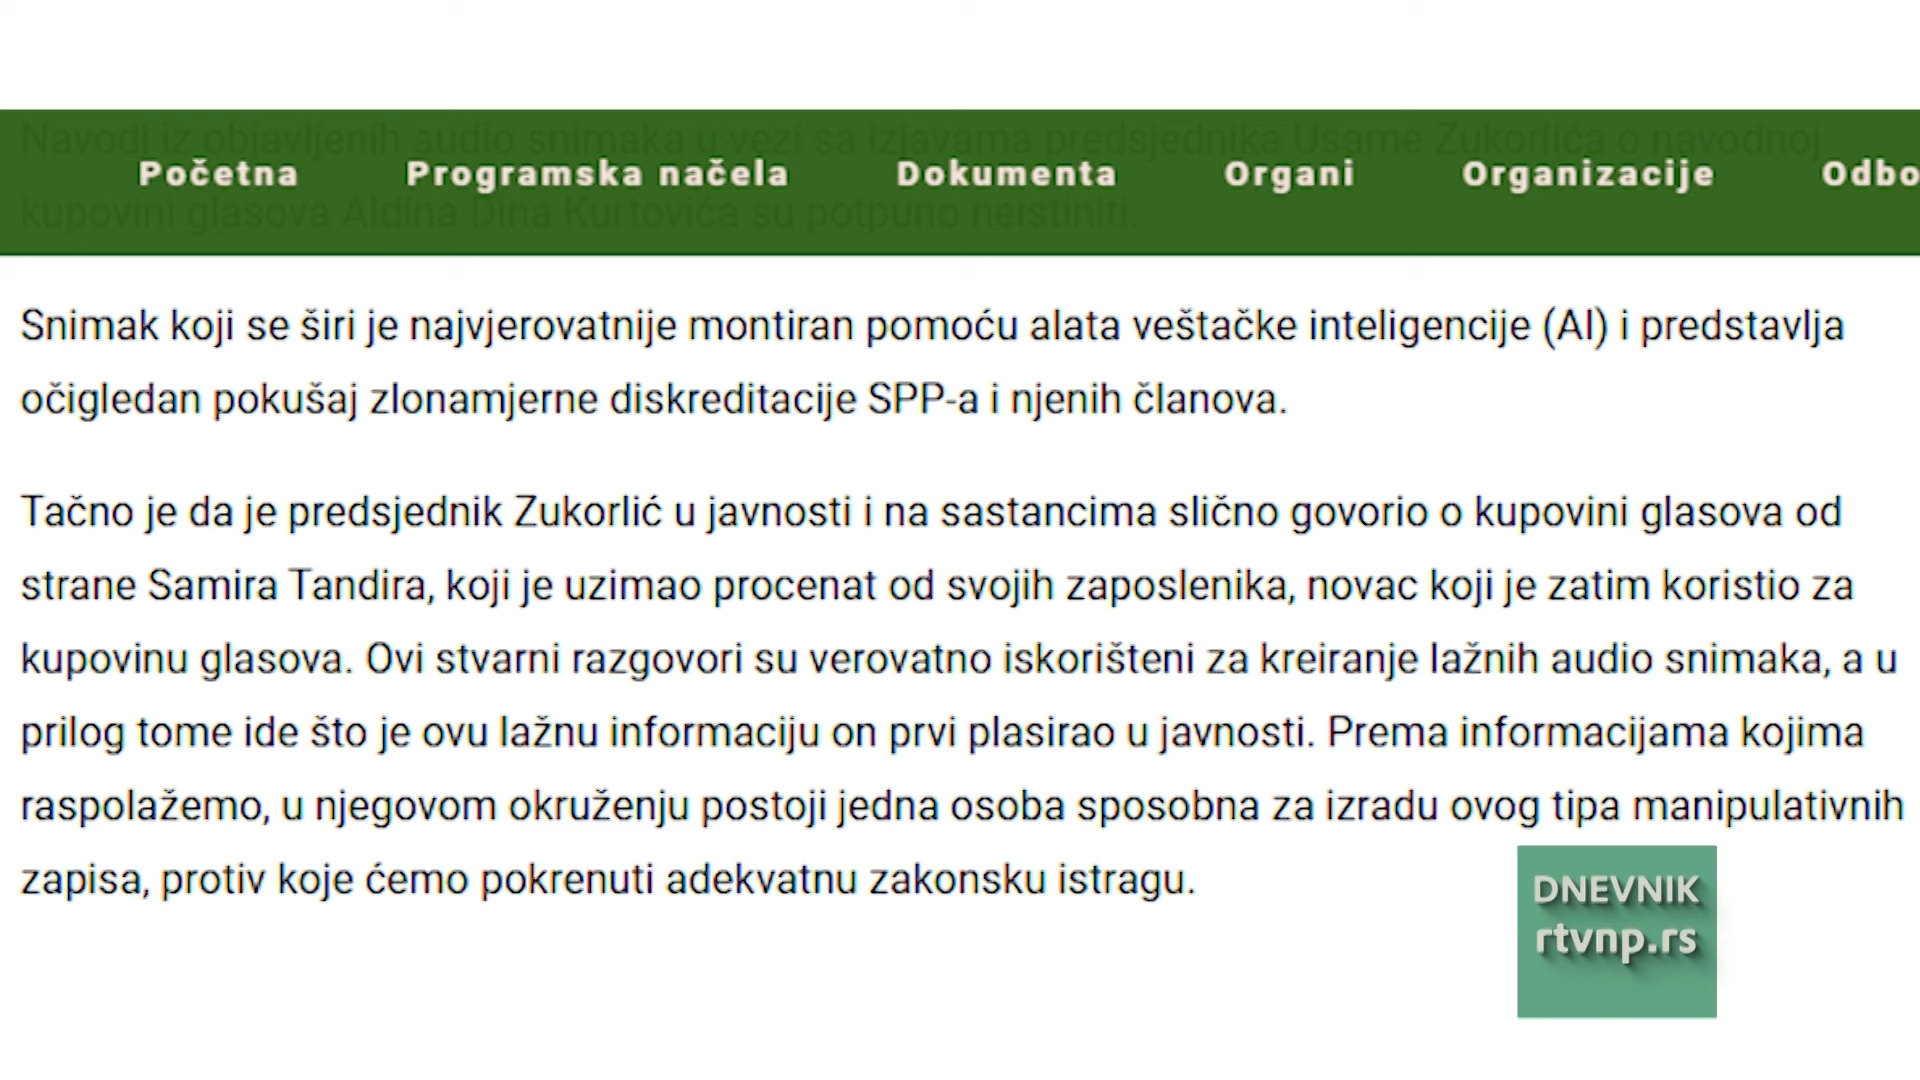 Navodi iz objavljenih audio snimaka u vezi sa izjavama predsjednika Usame Zukorlića o navodnoj
Početna Programska načela Dokumenta Organi Organizacije Odbo
kupovini glasova Aldina Dina Kurtovića su potpuno neistiniti.
Snimak koji se širi je najvjerovatnije montiran pomoću alata veštačke inteligencije (AI) i predstavlja
očigledan pokušaj zlonamjerne diskreditacije SPP-a i njenih članova.
Tačno je da je predsjednik Zukorlić u javnosti i na sastancima slično govorio o kupovini glasova od
strane Samira Tandira, koji je uzimao procenat od svojih zaposlenika, novac koji je zatim koristio za
kupovinu glasova. Ovi stvarni razgovori su verovatno iskorišteni za kreiranje lažnih audio snimaka, a u
prilog tome ide što je ovu lažnu informaciju on prvi plasirao u javnosti. Prema informacijama kojima
raspolažemo, u njegovom okruženju postoji jedna osoba sposobna za izradu ovog tipa manipulativnih
zapisa, protiv koje ćemo pokrenuti adekvatnu zakonsku istragu.
DNEVNIK
rtvnp.rs